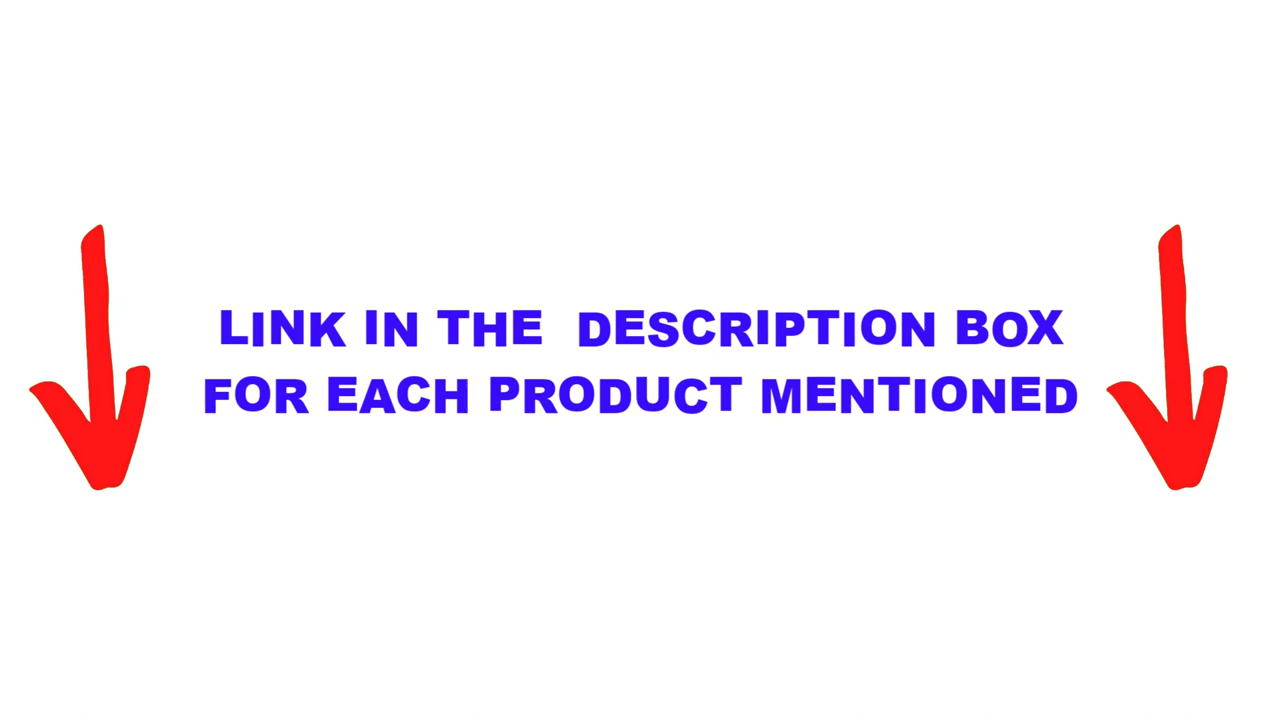 LINK IN THE  DESCRIPTION BOX
FOR EACH PRODUCT MENTIONED